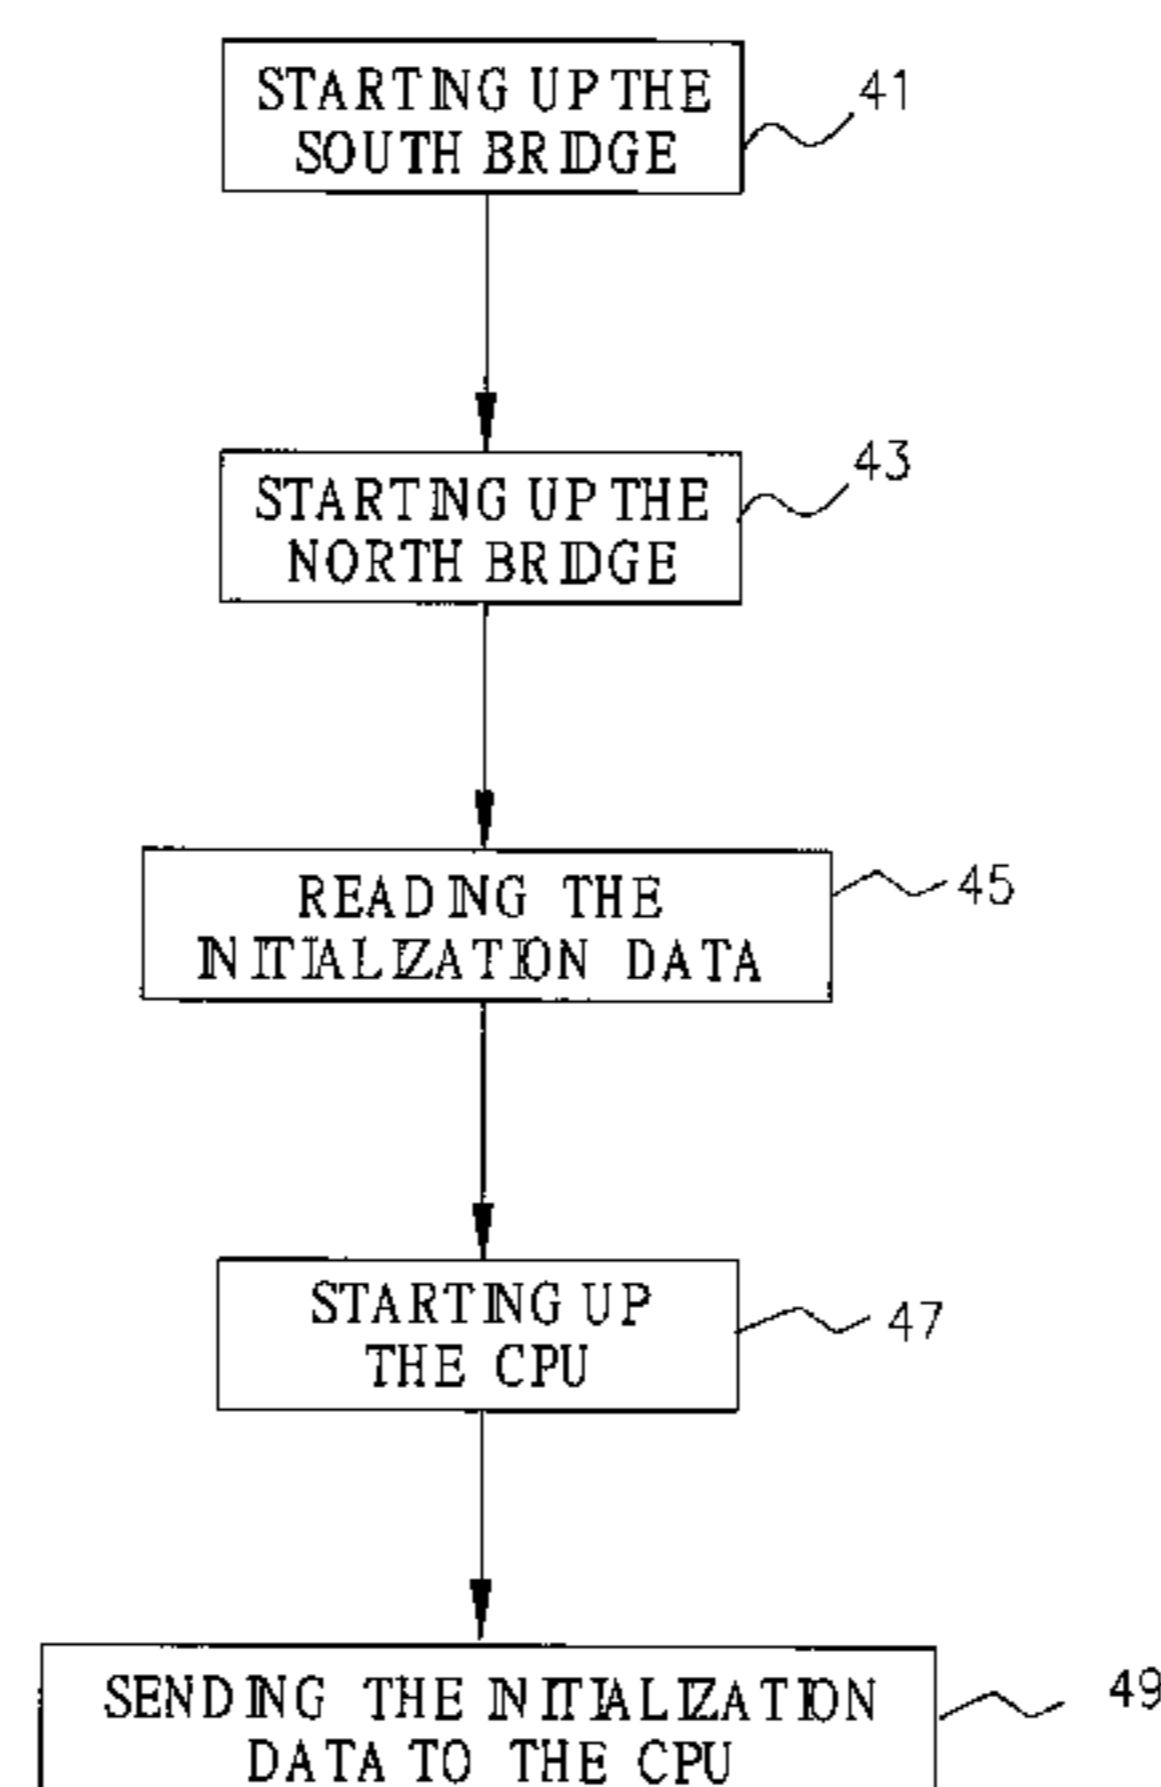 STARTING UP THE
SOUTH BRIDGE
41
STARTING UP THE
NORTH BRIDGE
43
READING THE
INITIALIZATION DATA
45
STARTING UP
THE CPU
47
SENDING THE INITIALIZATION
DATA TO THE CPU
49